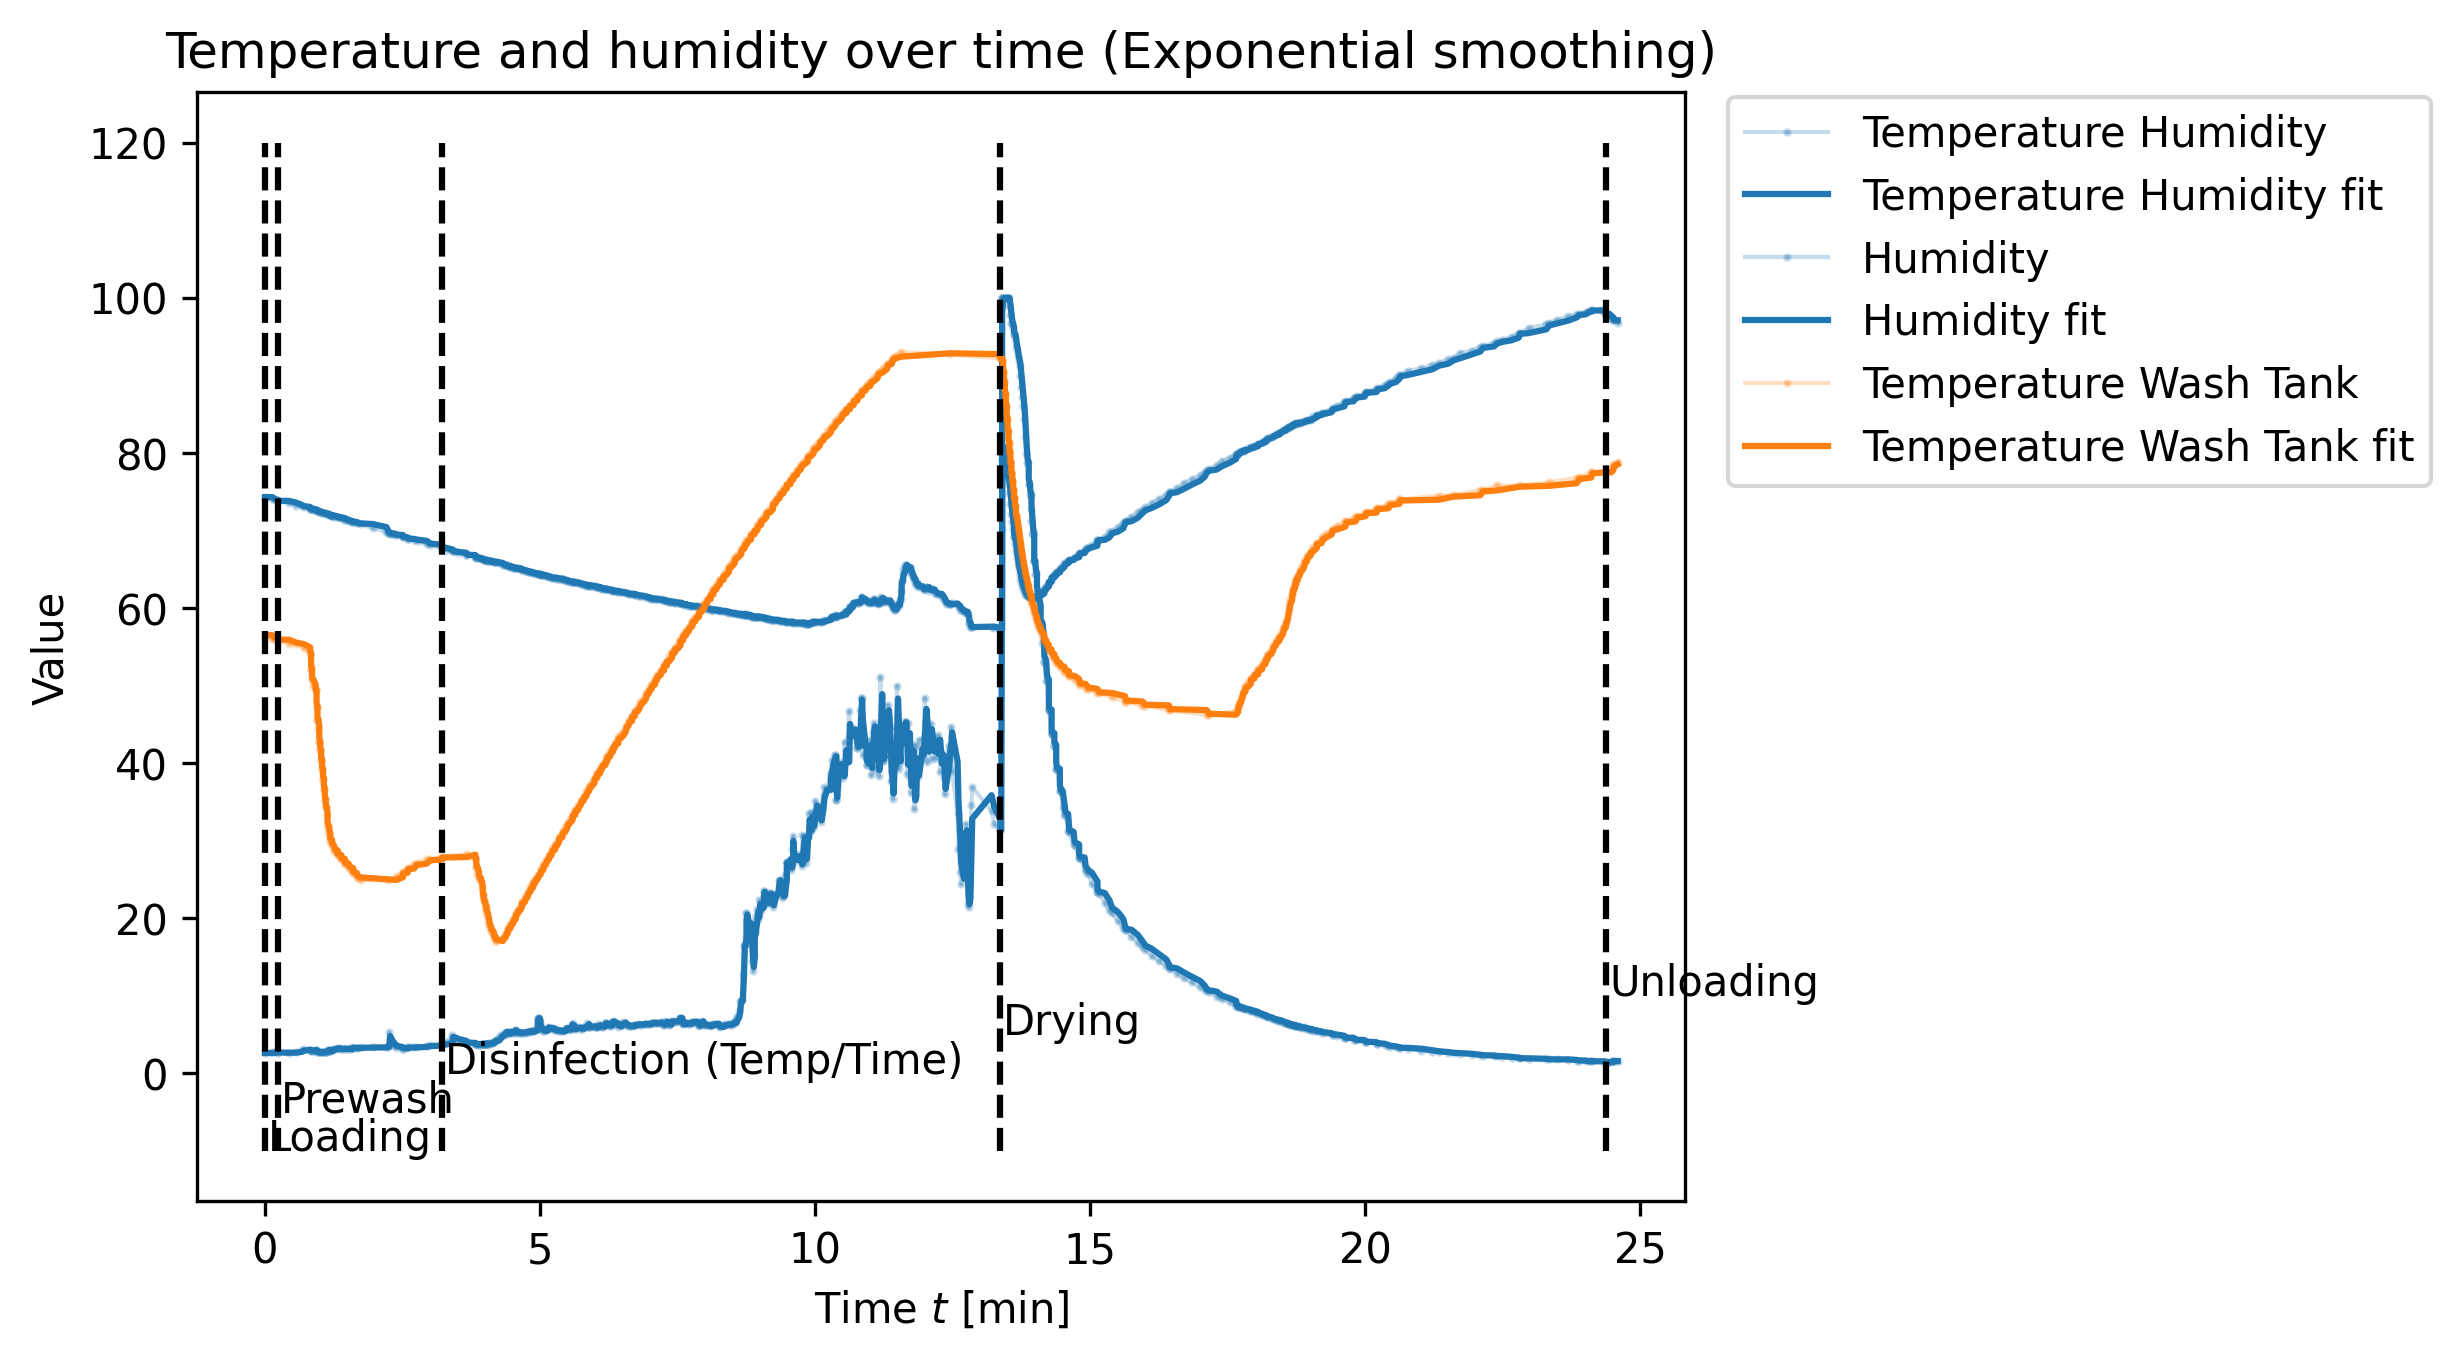 Temperature and humidity over time (Exponential smoothing)
120
100
80
60
40
20
0
Value
Temperature Humidity
Temperature Humidity fit
Humidity
Humidity fit
Temperature Wash Tank
Temperature Wash Tank fit
Unloading
Drying
Disinfection (Temp/Time)
Prewash
Loading
0 5 10 15 20 25
Time t [min]